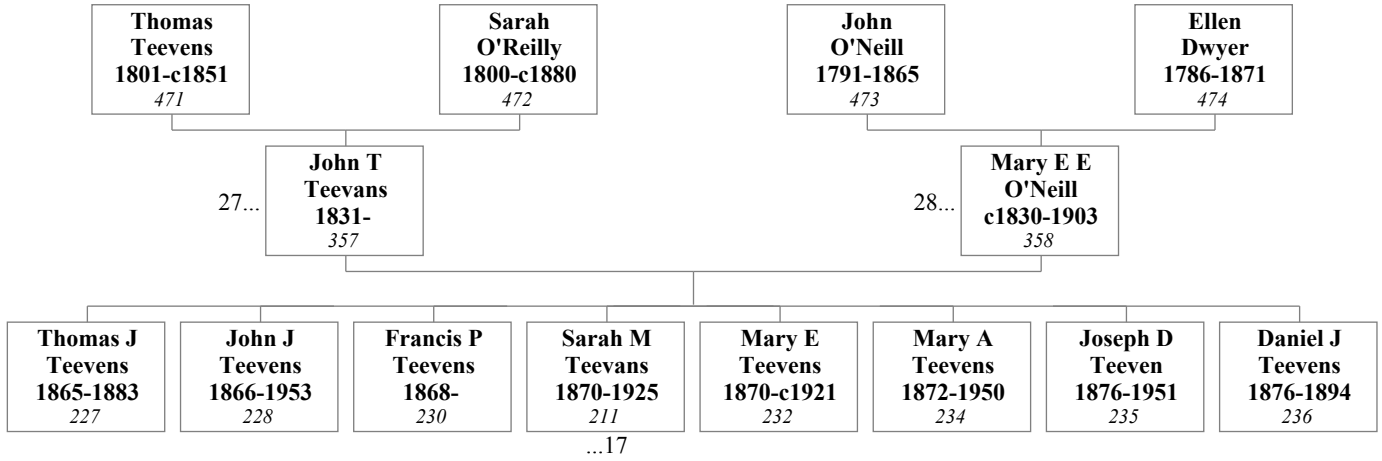 Thomas
Teevens
1801-c1851
471
Sarah
O'Reilly
1800-c1880
472
John
O'Neill
1791-1865
473
Ellen
Dwyer
1786-1871
474
27...
John T
Teevans
1831-
357
28...
Mary E E
O'Neill
c1830-1903
358
Thomas J
Teevens
1865-1883
227
John J
Teevens
1866-1953
228
Francis P
Teevens
1868-
230
Sarah M
Teevans
1870-1925
211
...17
Mary E
Teevens
1870-c1921
232
Mary A
Teevens
1872-1950
234
Joseph D
Teeven
1876-1951
235
Daniel J
Teevens
1876-1894
236